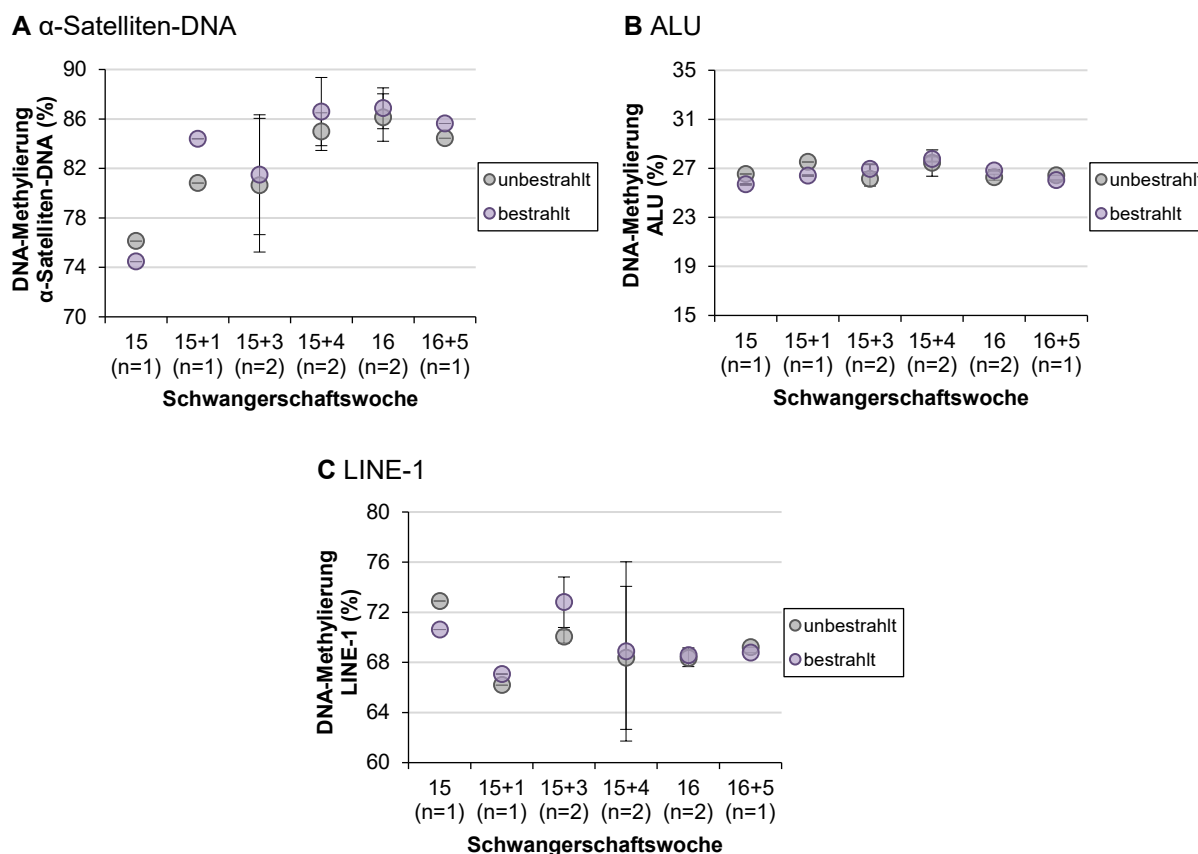 A α-Satelliten-DNA
DNA-Methylierung
α-Satelliten-DNA (%)
90
86
82
78
74
70
15 15+1 15+3 15+4 16 16+5
(n=1) (n=1) (n=2) (n=2) (n=2) (n=1)
Schwangerschaftswoche
unbestrahlt
bestrahlt
B ALU
DNA-Methylierung
ALU (%)
35
31
27
23
19
15
15 15+1 15+3 15+4 16 16+5
(n=1) (n=1) (n=2) (n=2) (n=2) (n=1)
Schwangerschaftswoche
unbestrahlt
bestrahlt
C LINE-1
DNA-Methylierung
LINE-1 (%)
80
76
72
68
64
60
15 15+1 15+3 15+4 16 16+5
(n=1) (n=1) (n=2) (n=2) (n=2) (n=1)
Schwangerschaftswoche
unbestrahlt
bestrahlt